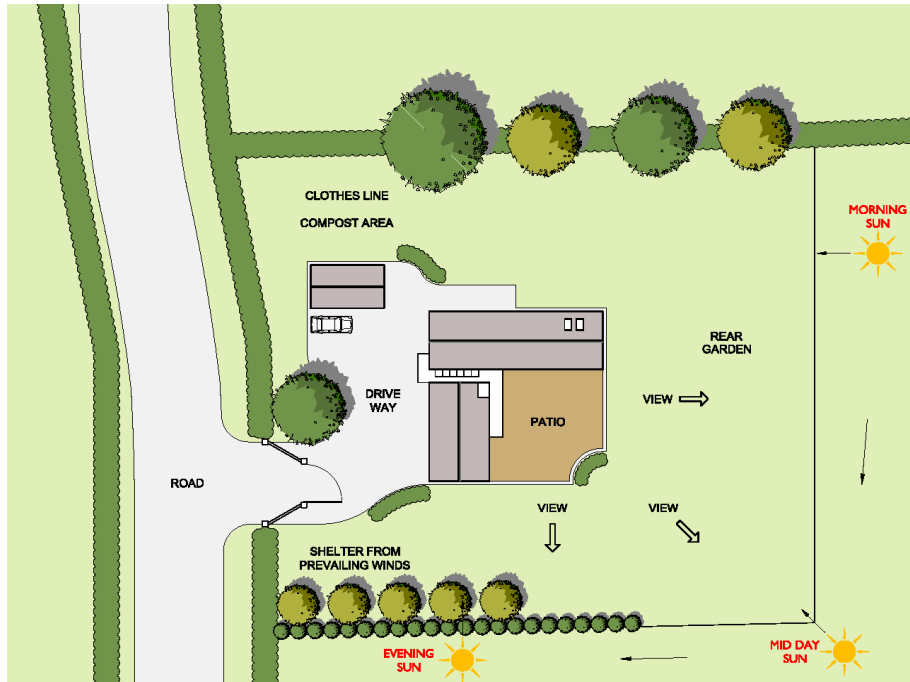 CLOTHES LINE
COMPOST AREA
MORNING
SUN
REAR
GARDEN
DRIVE
WAY
VIEW
PATIO
ROAD
VIEW
VIEW
SHELTER FROM
PREVAILING WINDS
EVENING
SUN
MID DAY
SUN